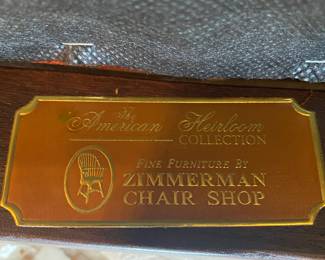 The
American Heirloom
COLLECTION
FINE FURNITURE BY
ZIMMERMAN
CHAIR SHOP